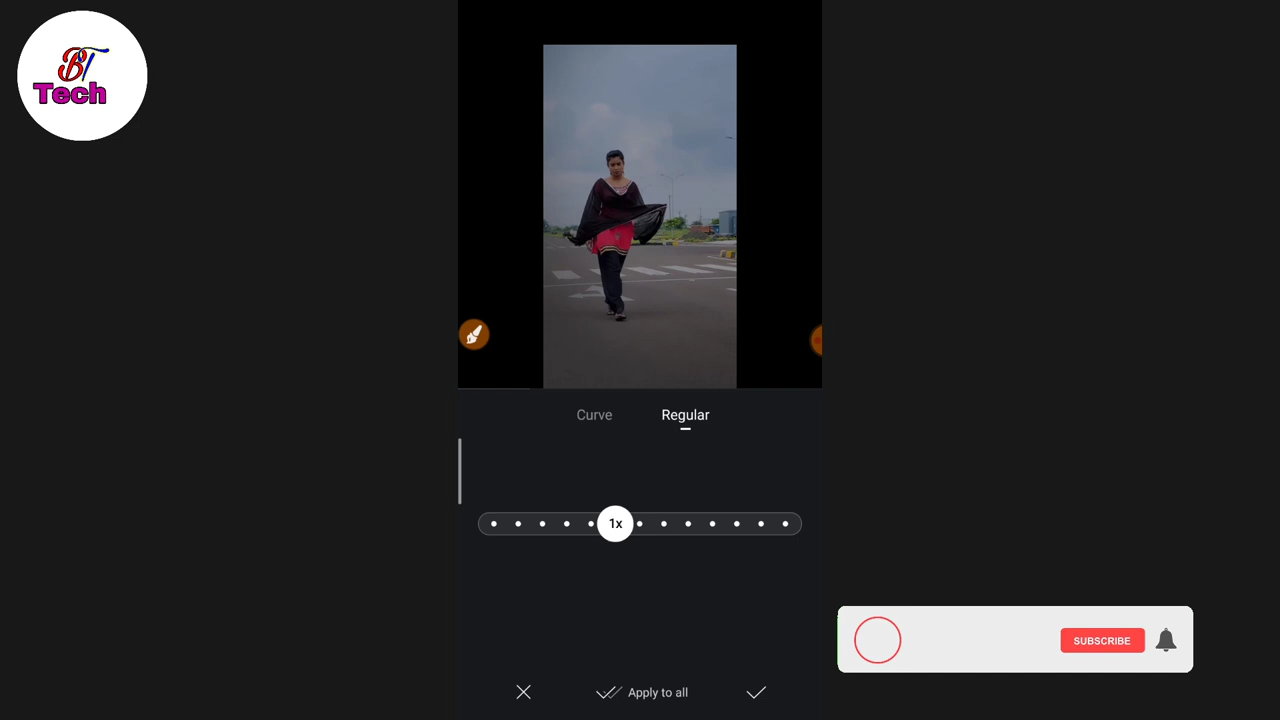 BT
Tech
Curve
Regular
1x
SUBSCRIBE
Apply to all